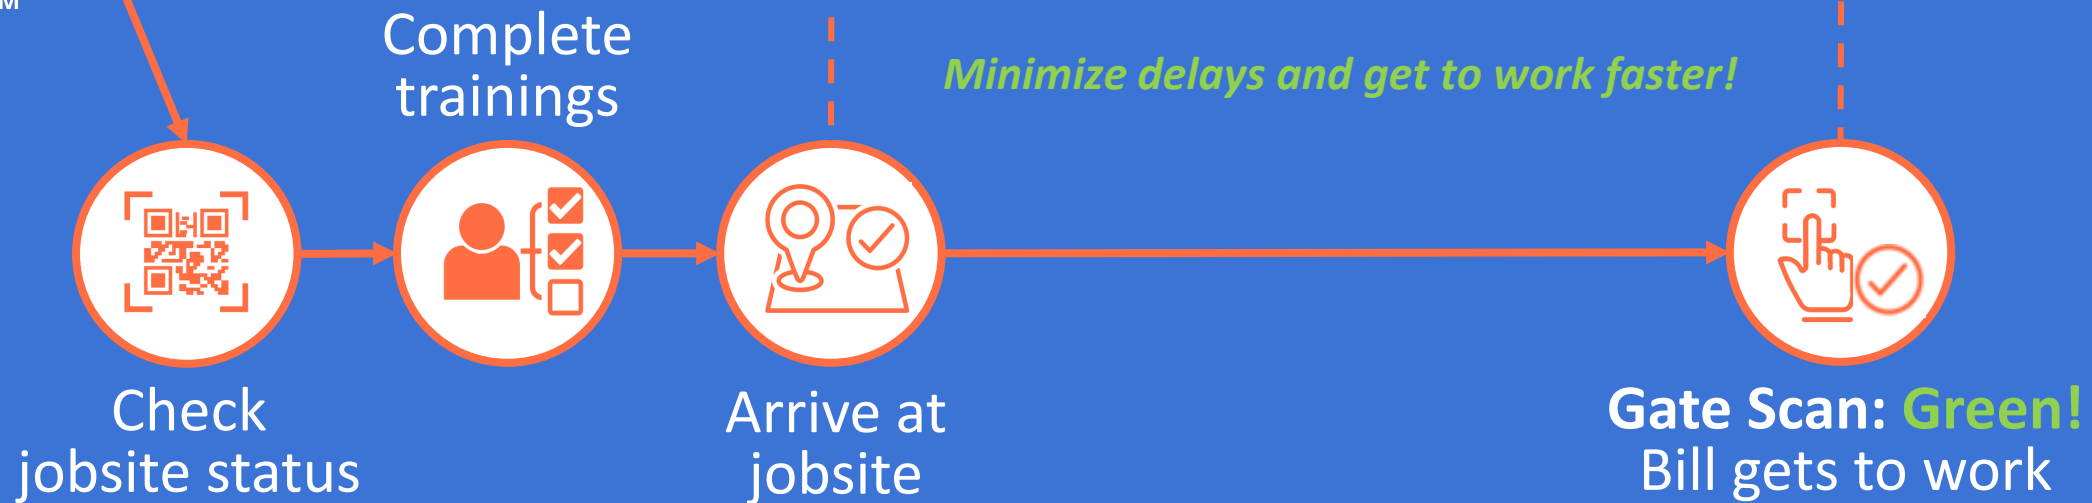 M
Complete
trainings
Minimize delays and get to work faster!
Check
jobsite status
Arrive at
jobsite
Gate Scan: Green!
Bill gets to work